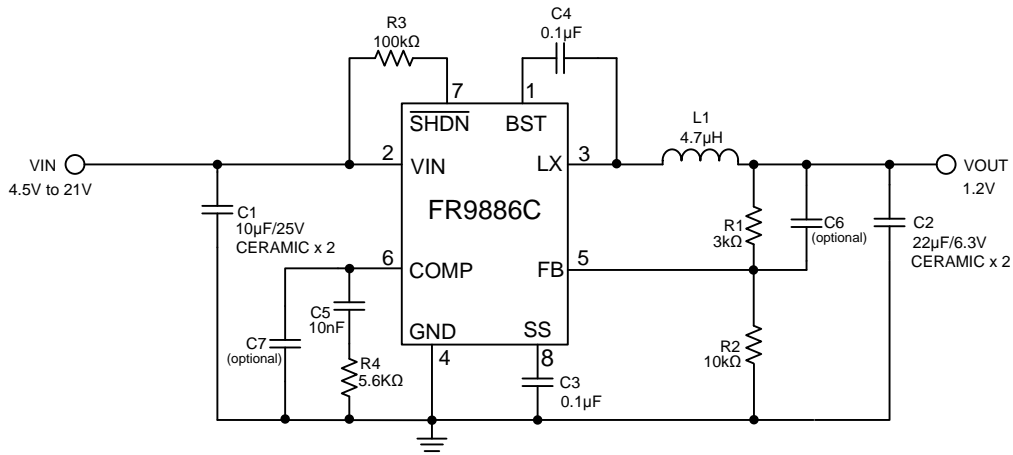 R3
100kΩ
C4
0.1µF
7
1
SHDN
BST
L1
4.7µH
VIN
4.5V to 21V
2
VIN
LX
3
VOUT
1.2V
FR9886C
C1
10µF/25V
CERAMIC x 2
R1
3kΩ
C6
(optional)
C2
22µF/6.3V
CERAMIC x 2
6
COMP
FB
5
C5
10nF
C7
(optional)
R4
5.6KΩ
GND
SS
4
8
C3
0.1µF
R2
10kΩ